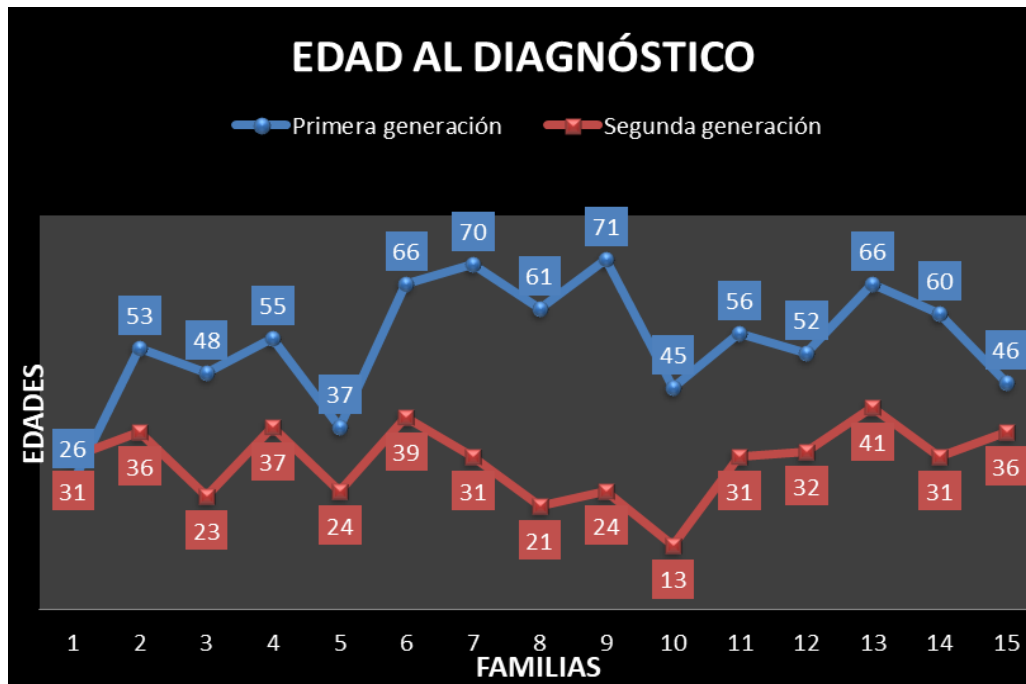 EDAD AL DIAGNÓSTICO
Primera generación Segunda generación
71
70
66 66
61 60
56
55
53 52
48
45 46
37
EDADES
26
31 36 37 39 31 31 32 41 31 36
23 24 21 24
13
1 2 3 4 5 6 7 8 9 10 11 12 13 14 15
FAMILIAS